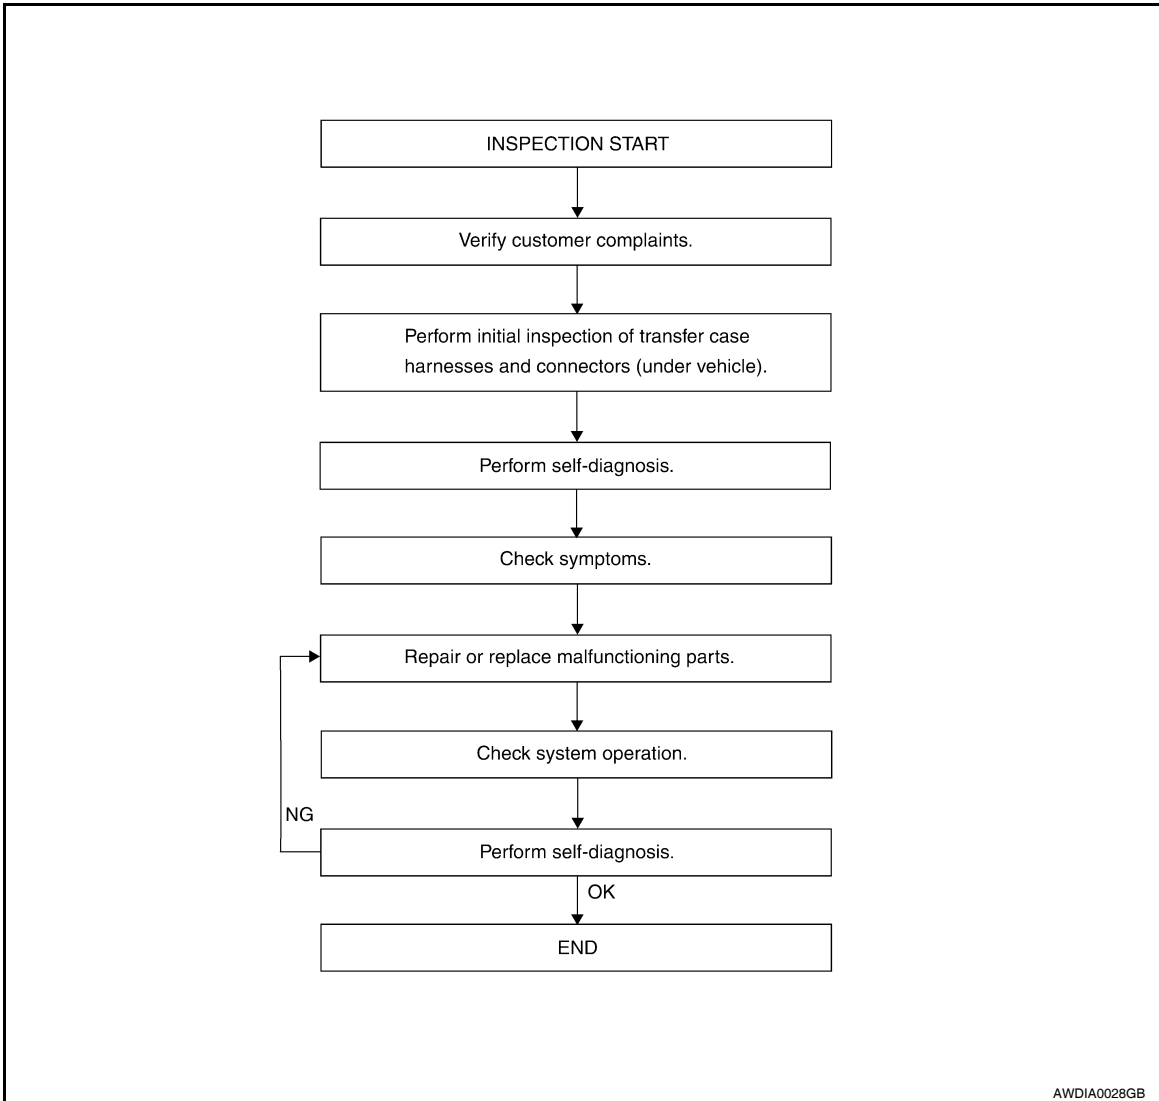 INSPECTION START
Verify customer complaints.
Perform initial inspection of transfer case
harnesses and connectors (under vehicle).
Perform self-diagnosis.
Check symptoms.
Repair or replace malfunctioning parts.
Check system operation.
NG
Perform self-diagnosis.
OK
END
AWDIA0028GB